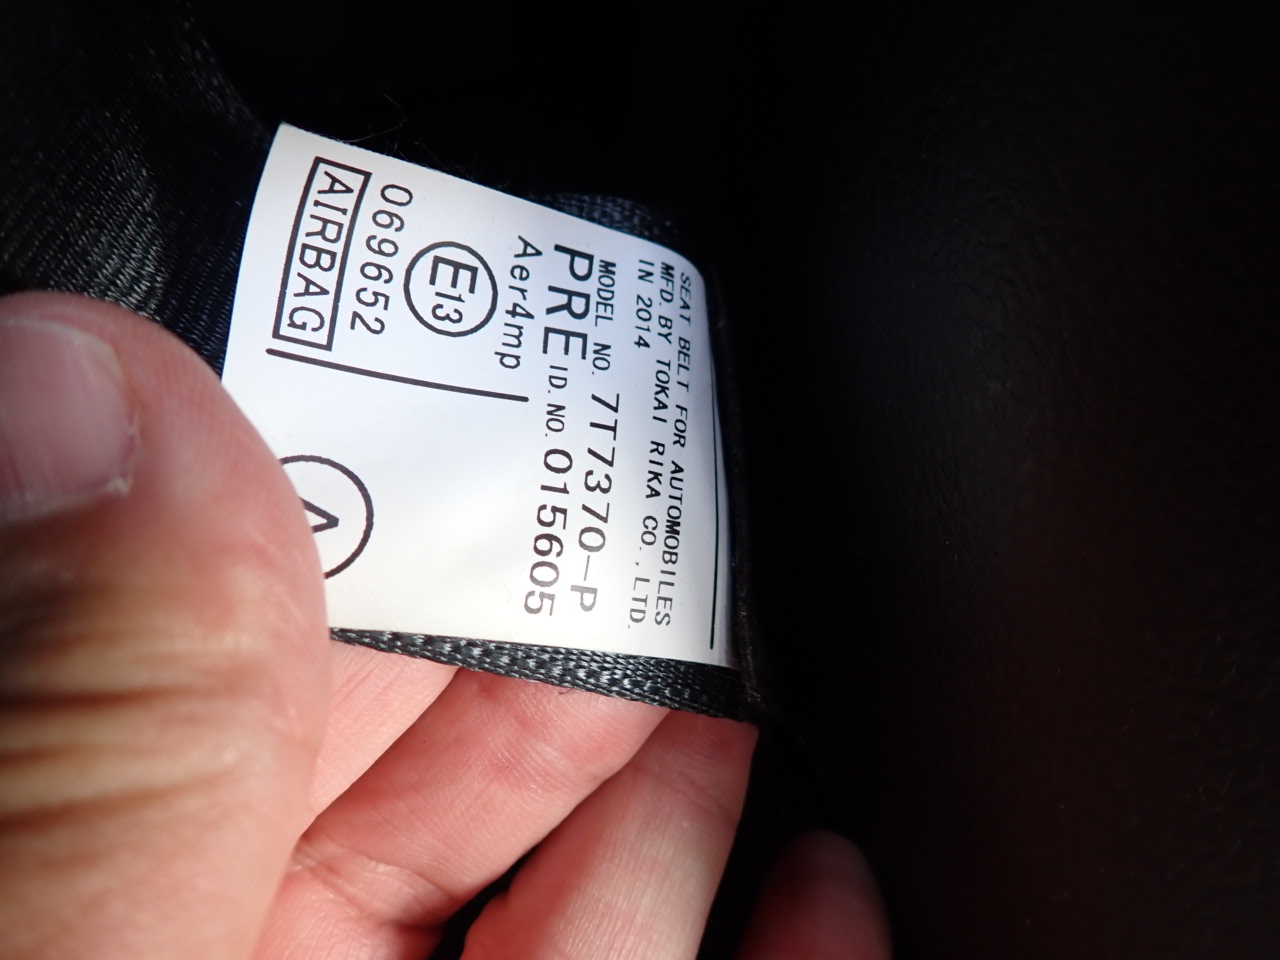 SEAT BELT FOR AUTOMOBILES
MFD. BY TOKAI RIKA CO., LTD.
IN 2014
MODEL NO. 7T7370-P
PRE ID. NO. 015605
Aer4mp
E13
069652
AIRBAG